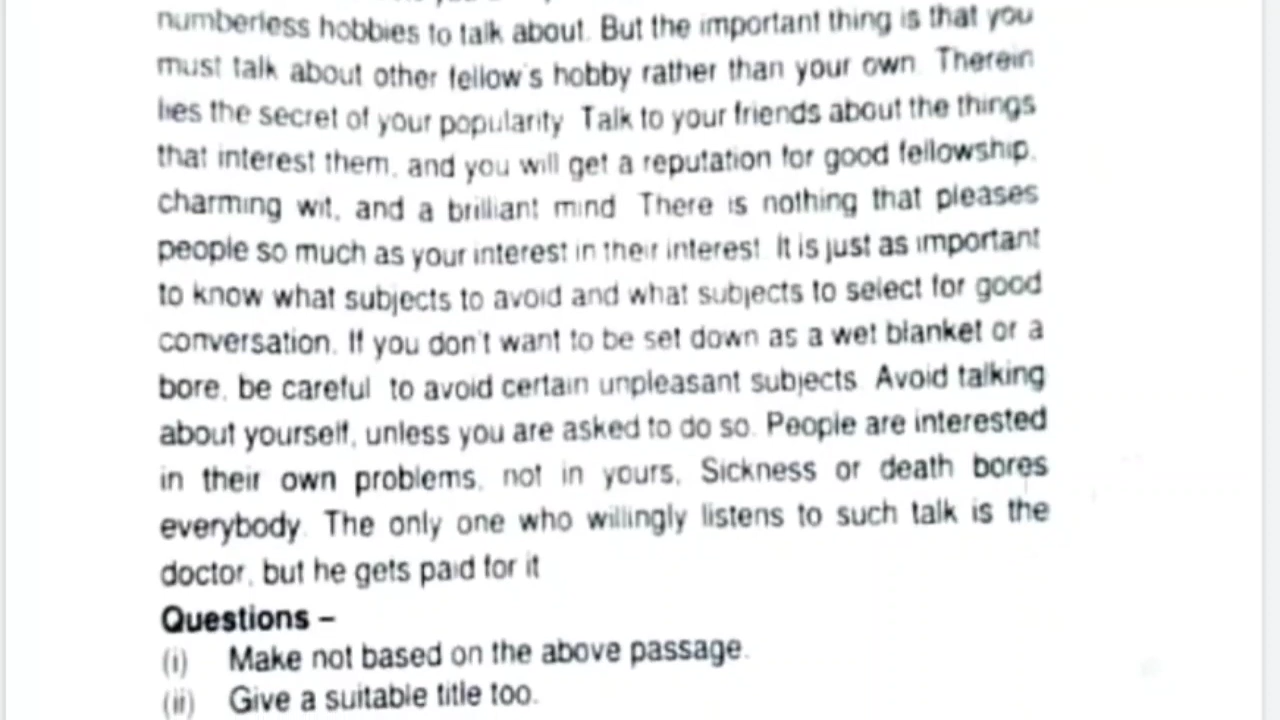 numberless hobbies to talk about. But the important thing is that you
must talk about other fellow's hobby rather than your own. Therein
lies the secret of your popularity Talk to your friends about the things
that interest them, and you will get a reputation for good fellowship,
charming wit, and a brilliant mind There is nothing that pleases
people so much as your interest in their interest It is just as important
to know what subjects to avoid and what subjects to select for good
conversation. If you don't want to be set down as a wet blanket or a
bore, be careful to avoid certain unpleasant subjects. Avoid talking
about yourself, unless you are asked to do so. People are interested
in their own problems, not in yours, Sickness or death bores
everybody. The only one who willingly listens to such talk is the
doctor, but he gets paid for it
Questions –
(i) Make not based on the above passage.
(ii) Give a suitable title too.